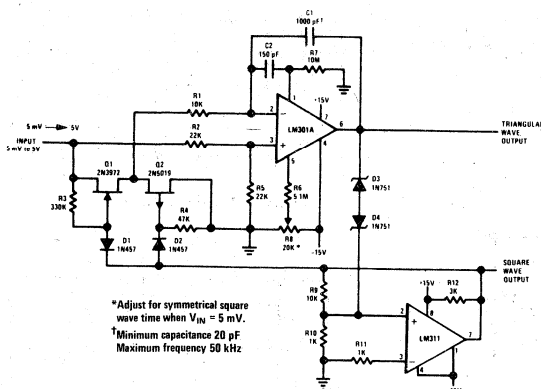 C1
1000 pF†
C2
150 pF
R7
10M
R1
10K
1
2
-
+15V
7
LM301A
6
5 mV → 5V
INPUT
5 mV to 5V
R2
22K
3
+
4
5
TRIANGULAR
WAVE
OUTPUT
Q1
2N3972
Q2
2N5019
D3
1N751
R3
330K
R4
47K
R5
22K
R6
5.1M
R8
20K *
-15V
D4
1N751
D1
1N457
D2
1N457
SQUARE
WAVE
OUTPUT
R9
10K
+15V
R12
3K
2
+
8
LM311
7
R10
1K
R11
1K
3
-
4
1
*Adjust for symmetrical square
wave time when VIN = 5 mV.
†Minimum capacitance 20 pF
Maximum frequency 50 kHz